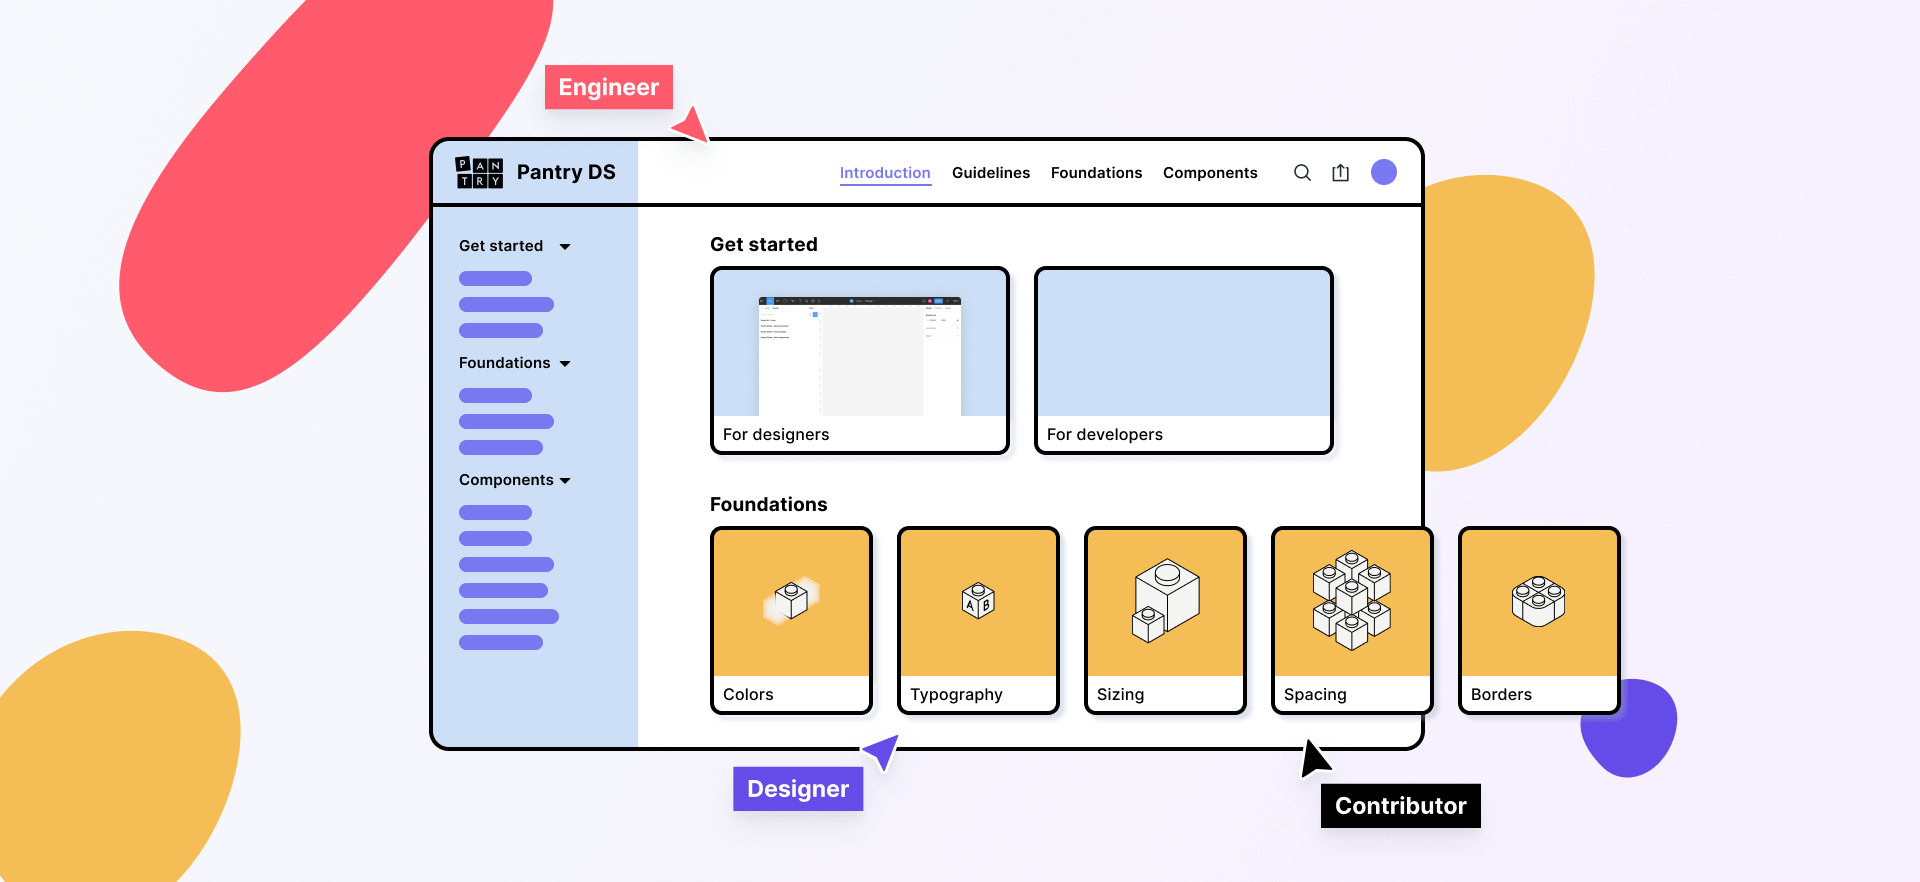 Engineer
PANTRY
Pantry DS
Introduction
Guidelines
Foundations
Components
Get started
Foundations
Components
Get started
For designers
For developers
Foundations
A B
Colors
Typography
Sizing
Spacing
Borders
Designer
Contributor